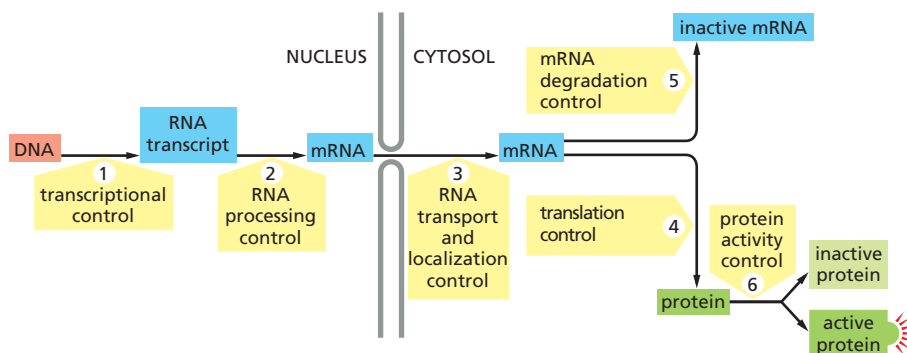 NUCLEUS
CYTOSOL
DNA
1
transcriptional
control
RNA
transcript
2
RNA
processing
control
mRNA
3
RNA
transport
and
localization
control
mRNA
mRNA
degradation
control
5
inactive mRNA
translation
control
4
protein
protein
activity
control
6
inactive
protein
active
protein